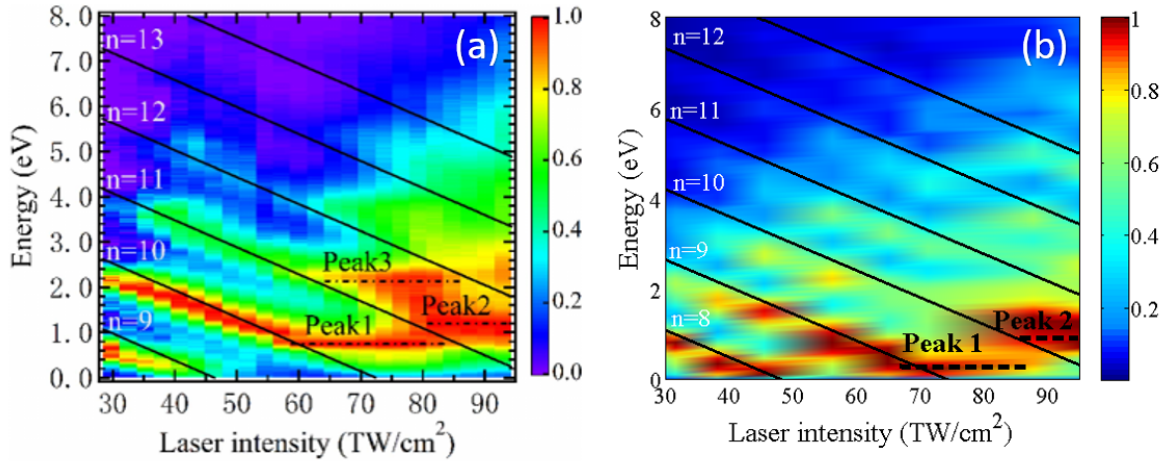 (a)
8.0
7.0
6.0
5.0
4.0
3.0
2.0
1.0
0.0
Energy (eV)
n=13
n=12
n=11
n=10
n=9
Peak3
Peak2
Peak1
30 40 50 60 70 80 90
Laser intensity (TW/cm²)
1.0
0.8
0.6
0.4
0.2
0.0
(b)
8
6
4
2
0
Energy (eV)
n=12
n=11
n=10
n=9
n=8
Peak 2
Peak 1
30 40 50 60 70 80 90
Laser intensity (TW/cm²)
1
0.8
0.6
0.4
0.2